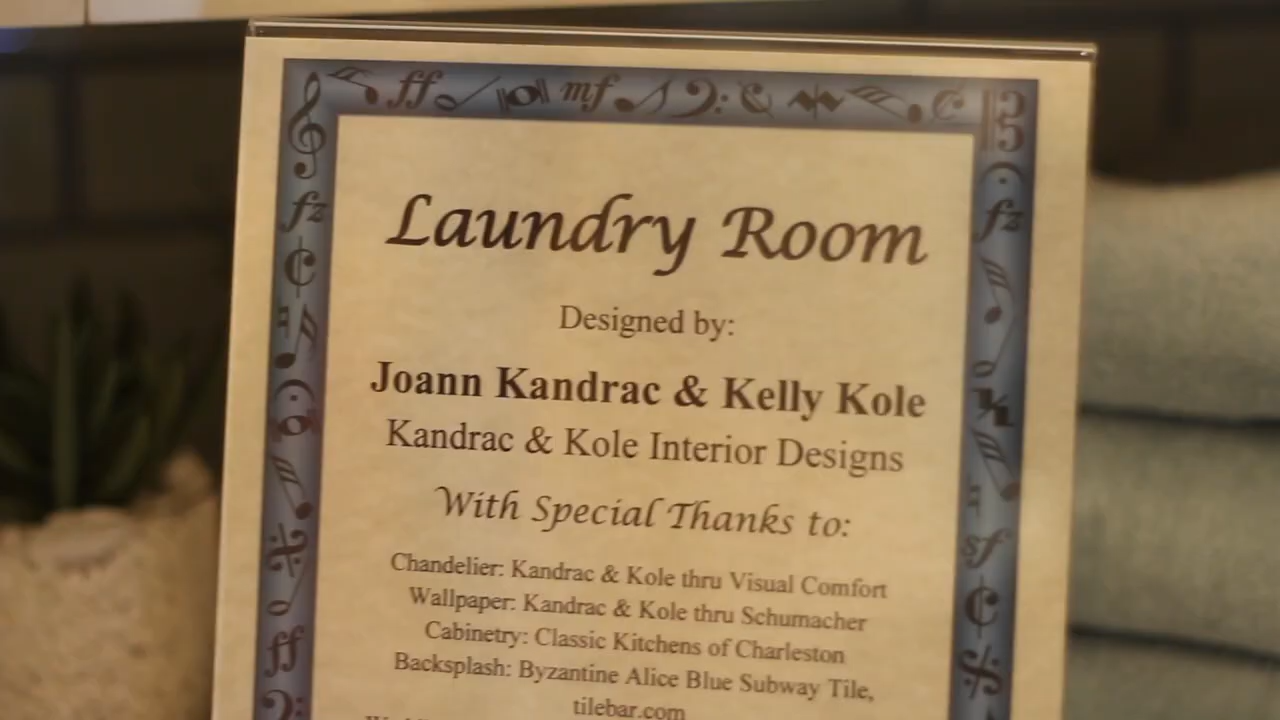 Laundry Room
Designed by:
Joann Kandrac & Kelly Kole
Kandrac & Kole Interior Designs
With Special Thanks to:
Chandelier: Kandrac & Kole thru Visual Comfort
Wallpaper: Kandrac & Kole thru Schumacher
Cabinetry: Classic Kitchens of Charleston
Backsplash: Byzantine Alice Blue Subway Tile,
tilebar.com